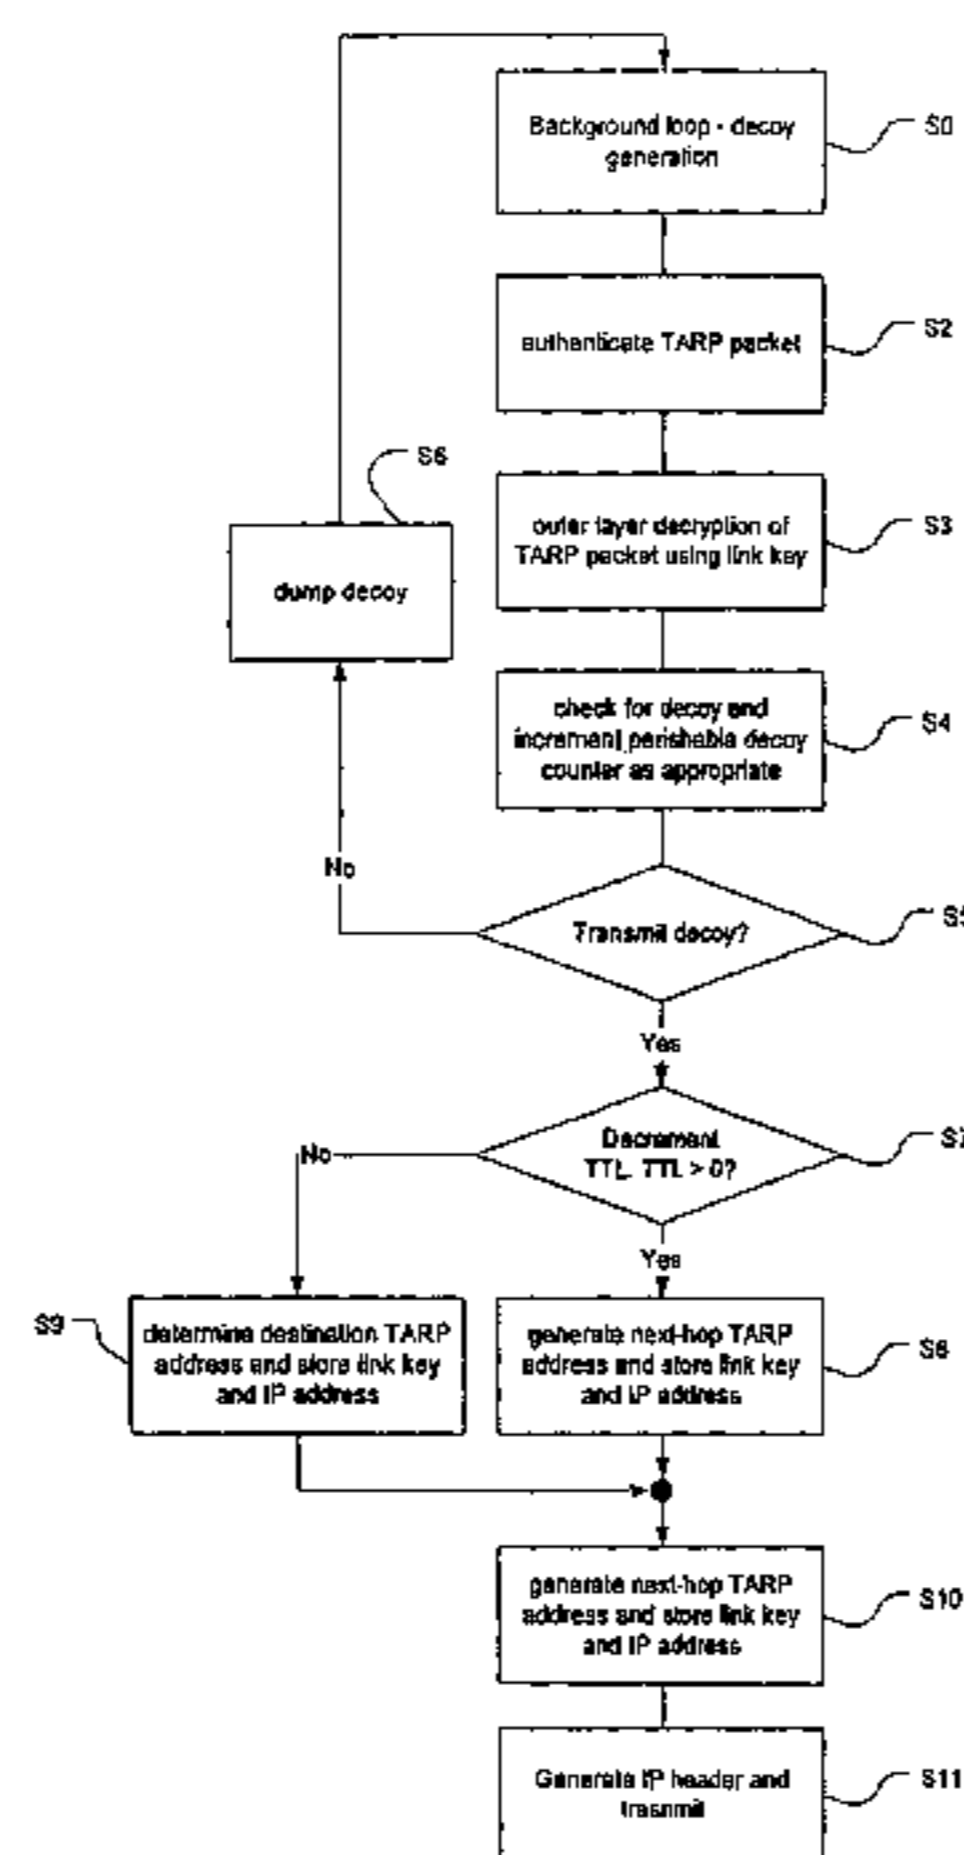 Background loop - decoy
generation
S0
authenticate TARP packet
S2
outer layer decryption of
TARP packet using link key
S3
S6
dump decoy
check for decoy and
increment perishable decoy
counter as appropriate
S4
No
Transmit decoy?
S5
Yes
Decrement
TTL. TTL > 0?
S7
No
Yes
S9
determine destination TARP
address and store link key
and IP address
generate next-hop TARP
address and store link key
and IP address
S8
generate next-hop TARP
address and store link key
and IP address
S10
Generate IP header and
trasnmit
S11